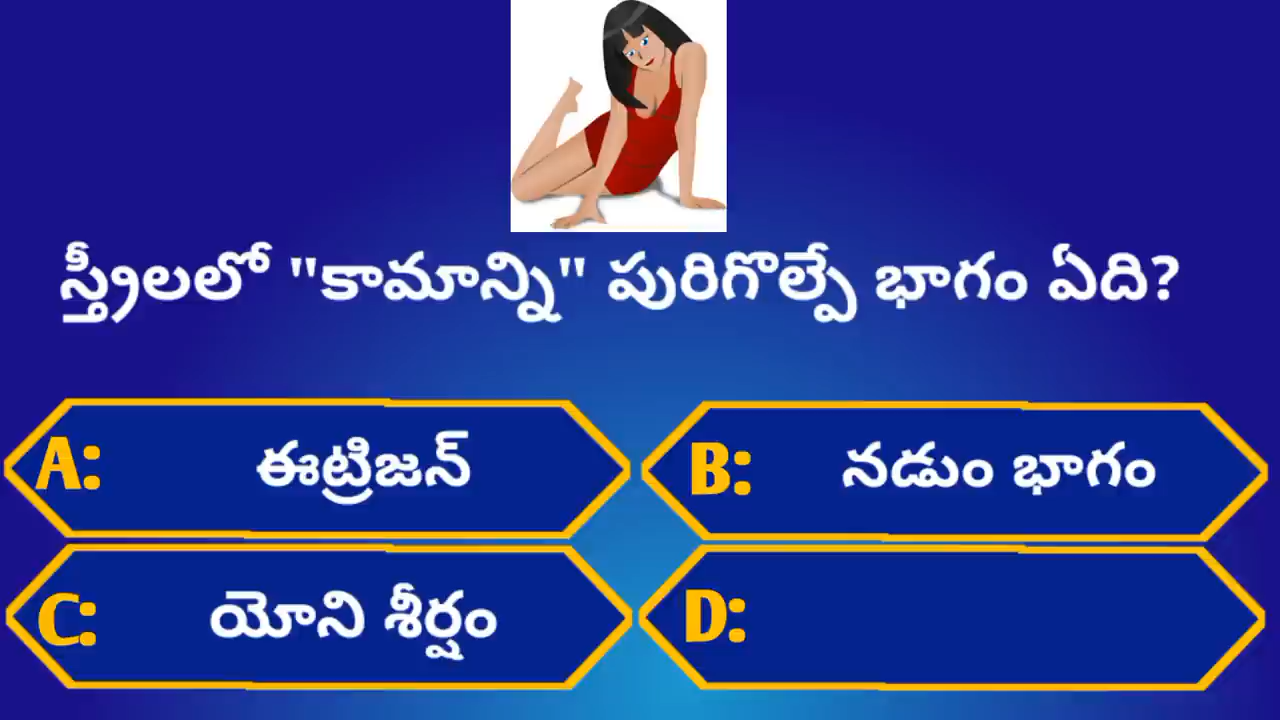 స్త్రీలలో "కామాన్ని" పురిగొల్పే భాగం ఏది?
A: ఈట్రిజన్
B: నడుం భాగం
C: యోని శీర్షం
D: